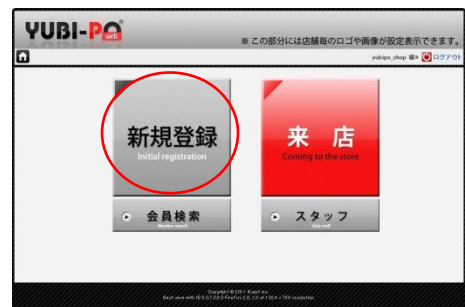 YUBI-PO web
※ この部分には店舗毎のロゴや画像が設定表示できます。
yubipo_shop 様> ログアウト
新規登録
Initial registration
来 店
Coming to the store
会員検索
Member search
スタッフ
Only staff